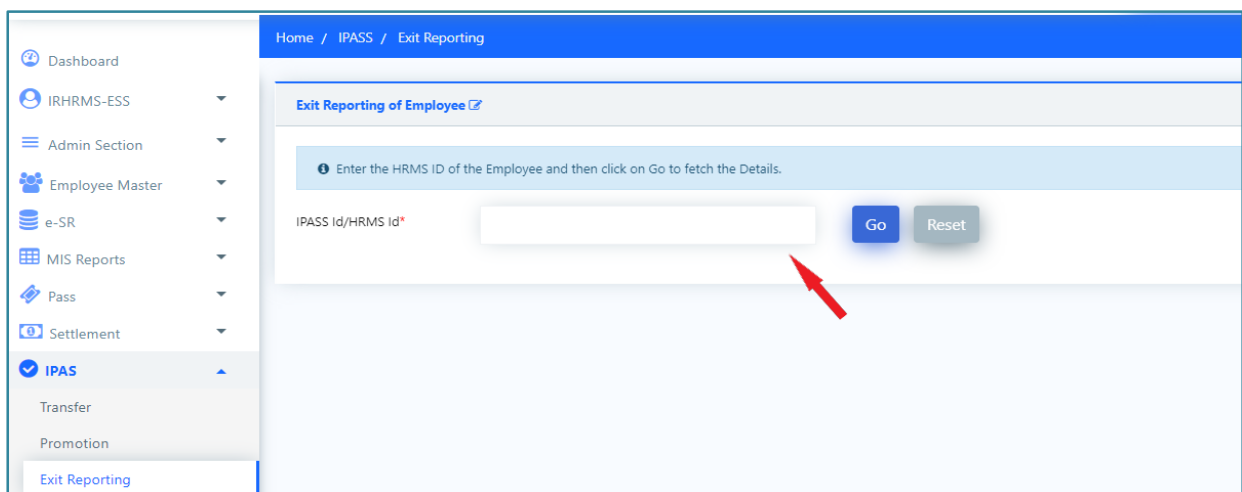 Home / IPASS / Exit Reporting
Dashboard
IRHRMS-ESS
Admin Section
Employee Master
e-SR
MIS Reports
Pass
Settlement
IPAS
Transfer
Promotion
Exit Reporting
Exit Reporting of Employee
Enter the HRMS ID of the Employee and then click on Go to fetch the Details.
IPASS Id/HRMS Id* Go Reset